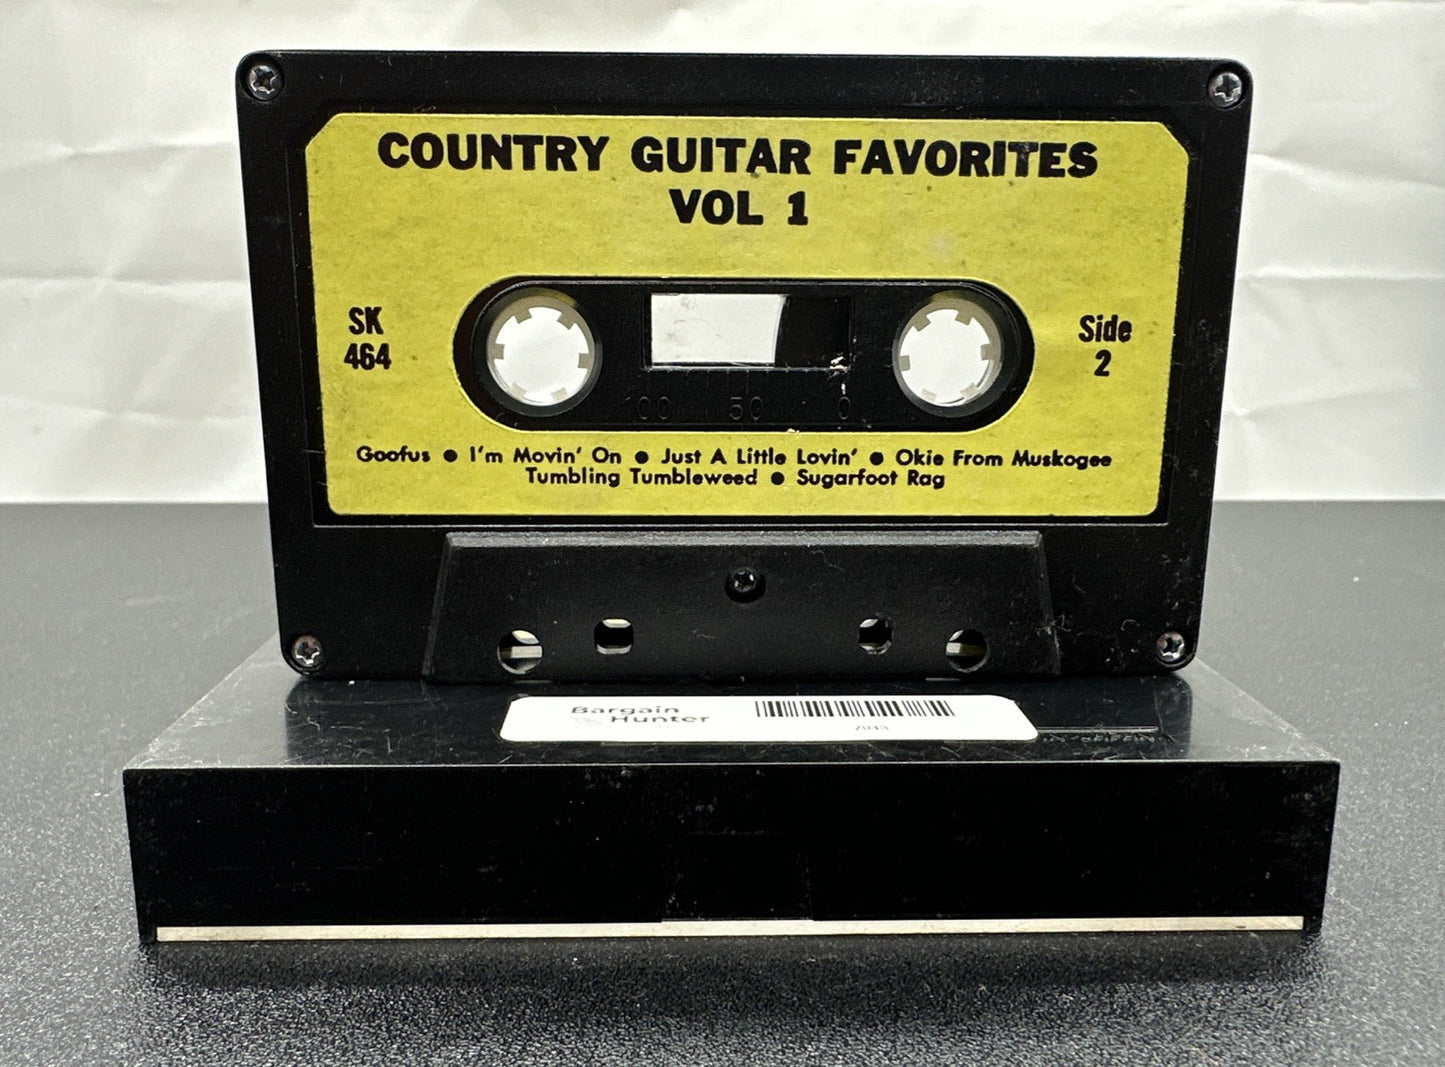 COUNTRY GUITAR FAVORITES
VOL 1
SK
464
Side
2
100 50 0
Goofus ● I'm Movin' On ● Just A Little Lovin' ● Okie From Muskogee
Tumbling Tumbleweed ● Sugarfoot Rag
Bargain
Hunter